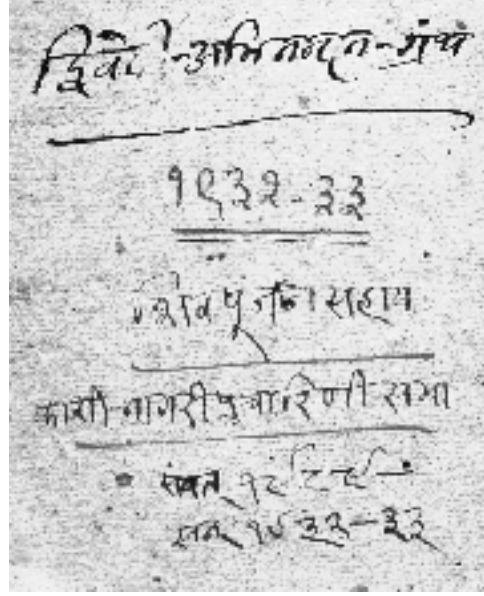 द्विवेदी-अभिनन्दन-ग्रंथ
१९३२-३३
शिवपूजन सहाय
काशी-नागरीप्रचारिणी-सभा
संवत् १९८९-
सन् १९३२-३३